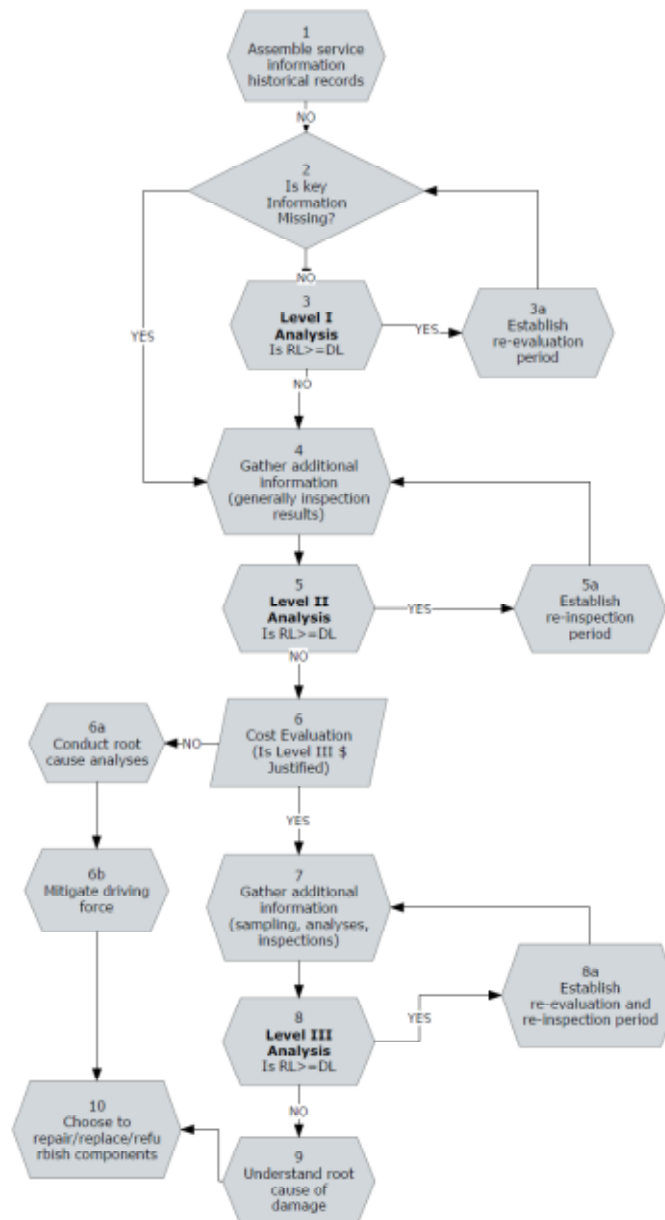 1
Assemble service
information
historical records
NO
2
Is key
Information
Missing?
NO
YES
3
Level I
Analysis
Is RL>=DL
YES
3a
Establish
re-evaluation
period
NO
4
Gather additional
information
(generally inspection
results)
5
Level II
Analysis
Is RL>=DL
YES
5a
Establish
re-inspection
period
NO
6
Cost Evaluation
(Is Level III $
Justified)
NO
6a
Conduct root
cause analyses
YES
6b
Mitigate driving
force
7
Gather additional
information
(sampling, analyses,
inspections)
8a
Establish
re-evaluation and
re-inspection period
YES
8
Level III
Analysis
Is RL>=DL
NO
10
Choose to
repair/replace/refu
rbish components
9
Understand root
cause of
damage